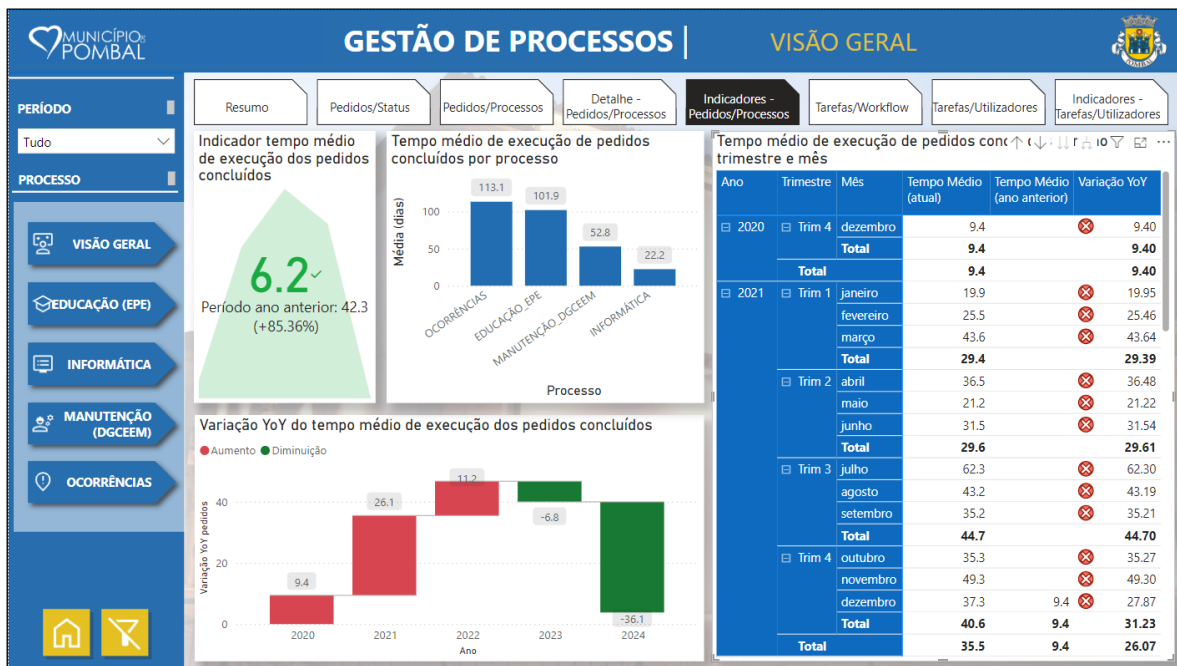 MUNICÍPIO DE
POMBAL
GESTÃO DE PROCESSOS |
VISÃO GERAL
POMBAL
PERÍODO
Tudo
PROCESSO
VISÃO GERAL
EDUCAÇÃO (EPE)
INFORMÁTICA
MANUTENÇÃO
(DGCEEM)
OCORRÊNCIAS
Resumo
Pedidos/Status
Pedidos/Processos
Detalhe -
Pedidos/Processos
Indicadores -
Pedidos/Processos
Tarefas/Workflow
Tarefas/Utilizadores
Indicadores -
Tarefas/Utilizadores
Indicador tempo médio
de execução dos pedidos
concluídos
6.2
Período ano anterior: 42.3
(+85.36%)
Tempo médio de execução de pedidos
concluídos por processo
Média (dias)
100
50
0
113.1
101.9
52.8
22.2
OCORRÊNCIAS
EDUCAÇÃO_EPE
MANUTENÇÃO_DGCEEM
INFORMÁTICA
Processo
Variação YoY do tempo médio de execução dos pedidos concluídos
Aumento Diminuição
Variação YoY pedidos
40
20
0
9.4
26.1
11.2
-6.8
-36.1
2020 2021 2022 2023 2024
Ano
Tempo médio de execução de pedidos
trimestre e mês
Ano Trimestre Mês Tempo Médio (atual) Tempo Médio (ano anterior) Variação YoY
2020 Trim 4 dezembro 9.4 9.40
Total 9.4 9.40
Total 9.4 9.40
2021 Trim 1 janeiro 19.9 19.95
fevereiro 25.5 25.46
março 43.6 43.64
Total 29.4 29.39
Trim 2 abril 36.5 36.48
maio 21.2 21.22
junho 31.5 31.54
Total 29.6 29.61
Trim 3 julho 62.3 62.30
agosto 43.2 43.19
setembro 35.2 35.21
Total 44.7 44.70
Trim 4 outubro 35.3 35.27
novembro 49.3 49.30
dezembro 37.3 9.4 27.87
Total 40.6 9.4 31.23
Total 35.5 9.4 26.07